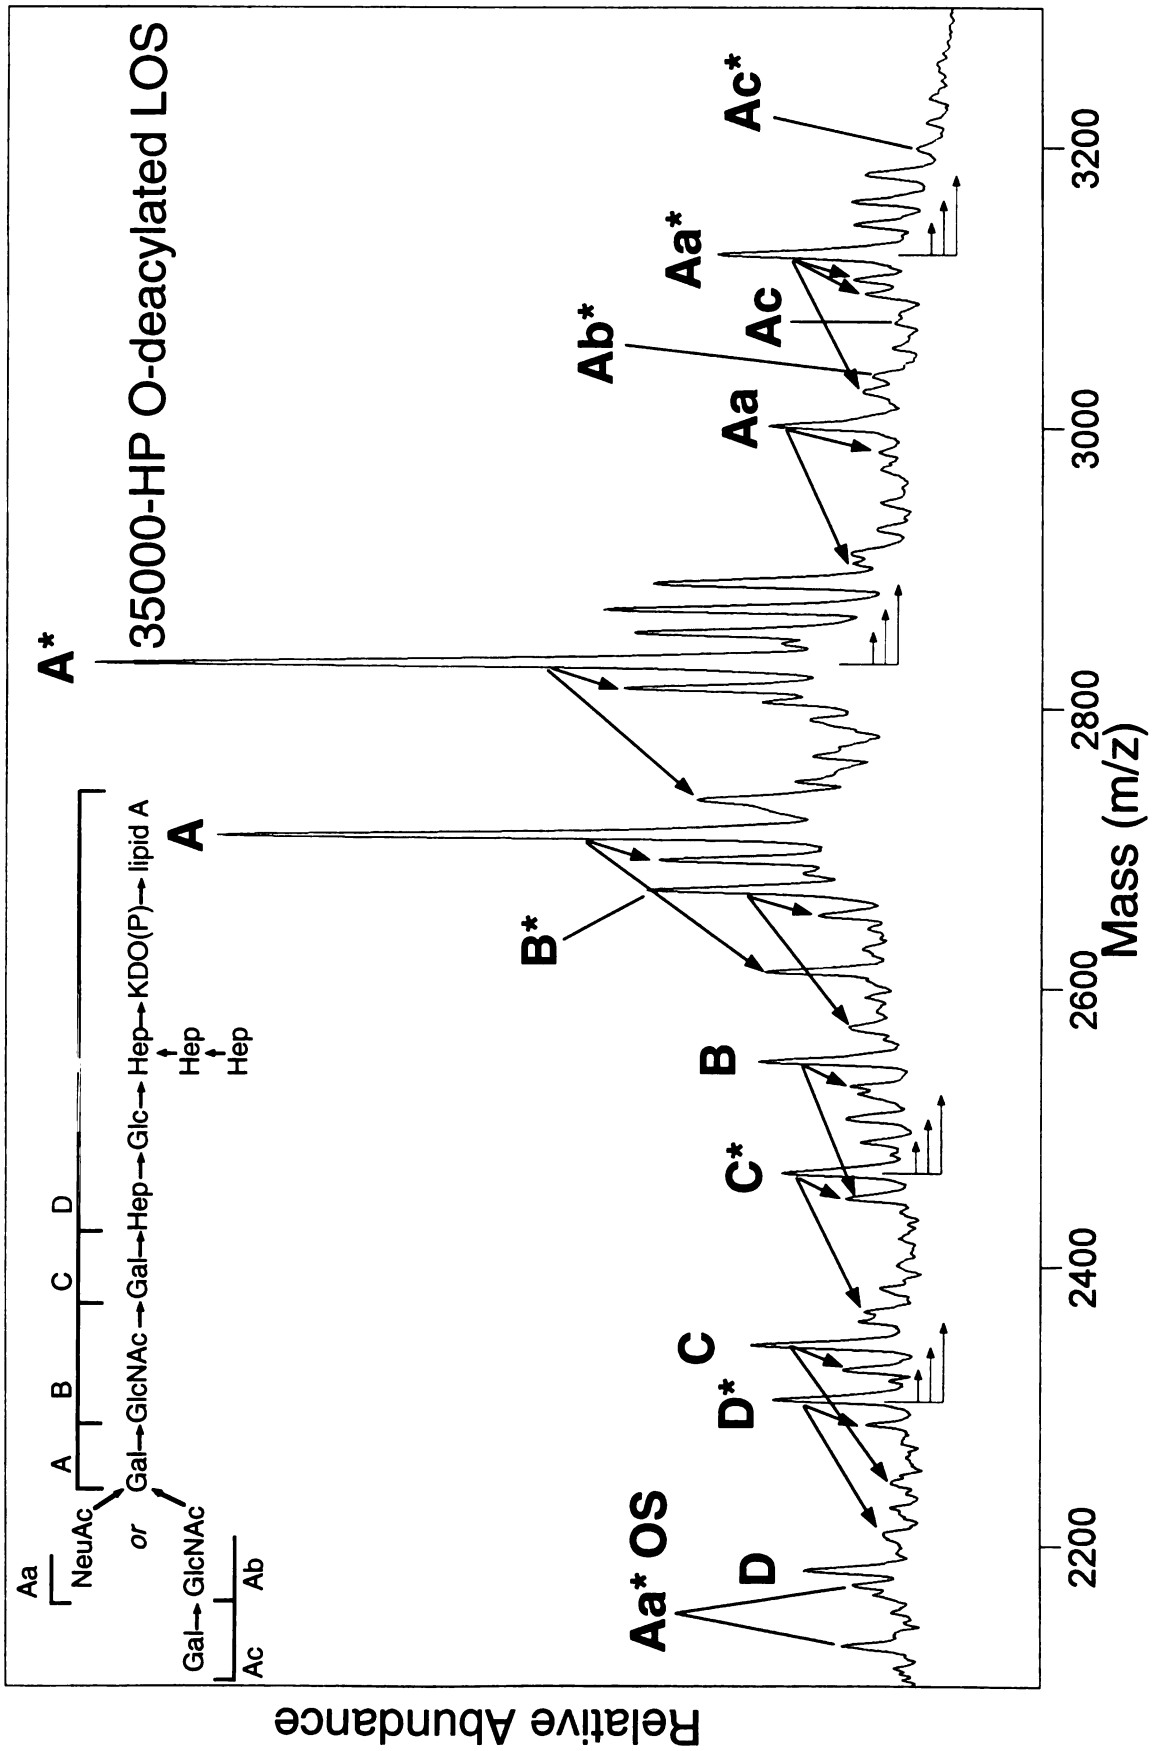 35000-HP O-deacylated LOS
Aa
A B C D
NeuAc
or
Gal→GlcNAc→Gal→Hep→Glc→Hep→KDO(P)→lipid A
Gal→GlcNAc
Hep
Hep
Ac Ab
Aa* OS
D
D*
C
C*
B
B*
A
A*
Aa
Ab*
Ac
Aa*
Ac*
2200 2400 2600 2800 3000 3200
Mass (m/z)
Relative Abundance